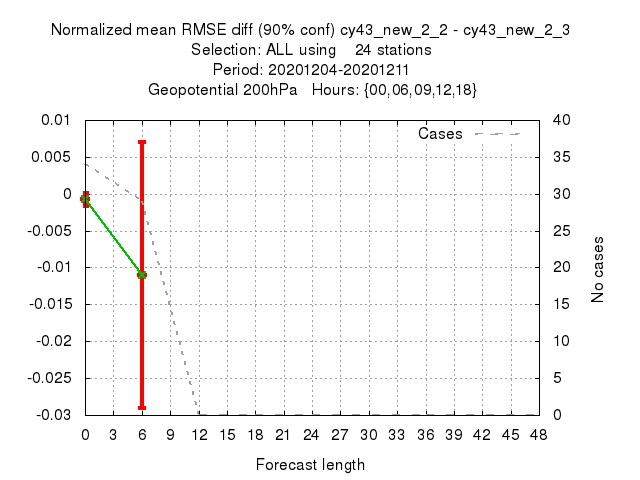 Normalized mean RMSE diff (90% conf) cy43_new_2_2 - cy43_new_2_3
Selection: ALL using    24 stations
Period: 20201204-20201211
Geopotential 200hPa   Hours: {00,06,09,12,18}
Cases
0.01
0.005
0
-0.005
-0.01
-0.015
-0.02
-0.025
-0.03
40
35
30
25
20
15
10
5
0
No cases
0 3 6 9 12 15 18 21 24 27 30 33 36 39 42 45 48
Forecast length